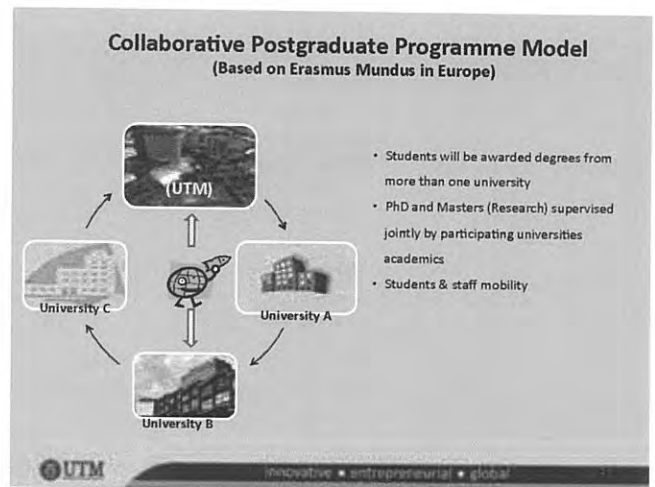 Collaborative Postgraduate Programme Model
(Based on Erasmus Mundus in Europe)
(UTM)
University C
University A
University B
• Students will be awarded degrees from
more than one university
• PhD and Masters (Research) supervised
jointly by participating universities
academics
• Students & staff mobility
UTM
innovative • entrepreneurial • global